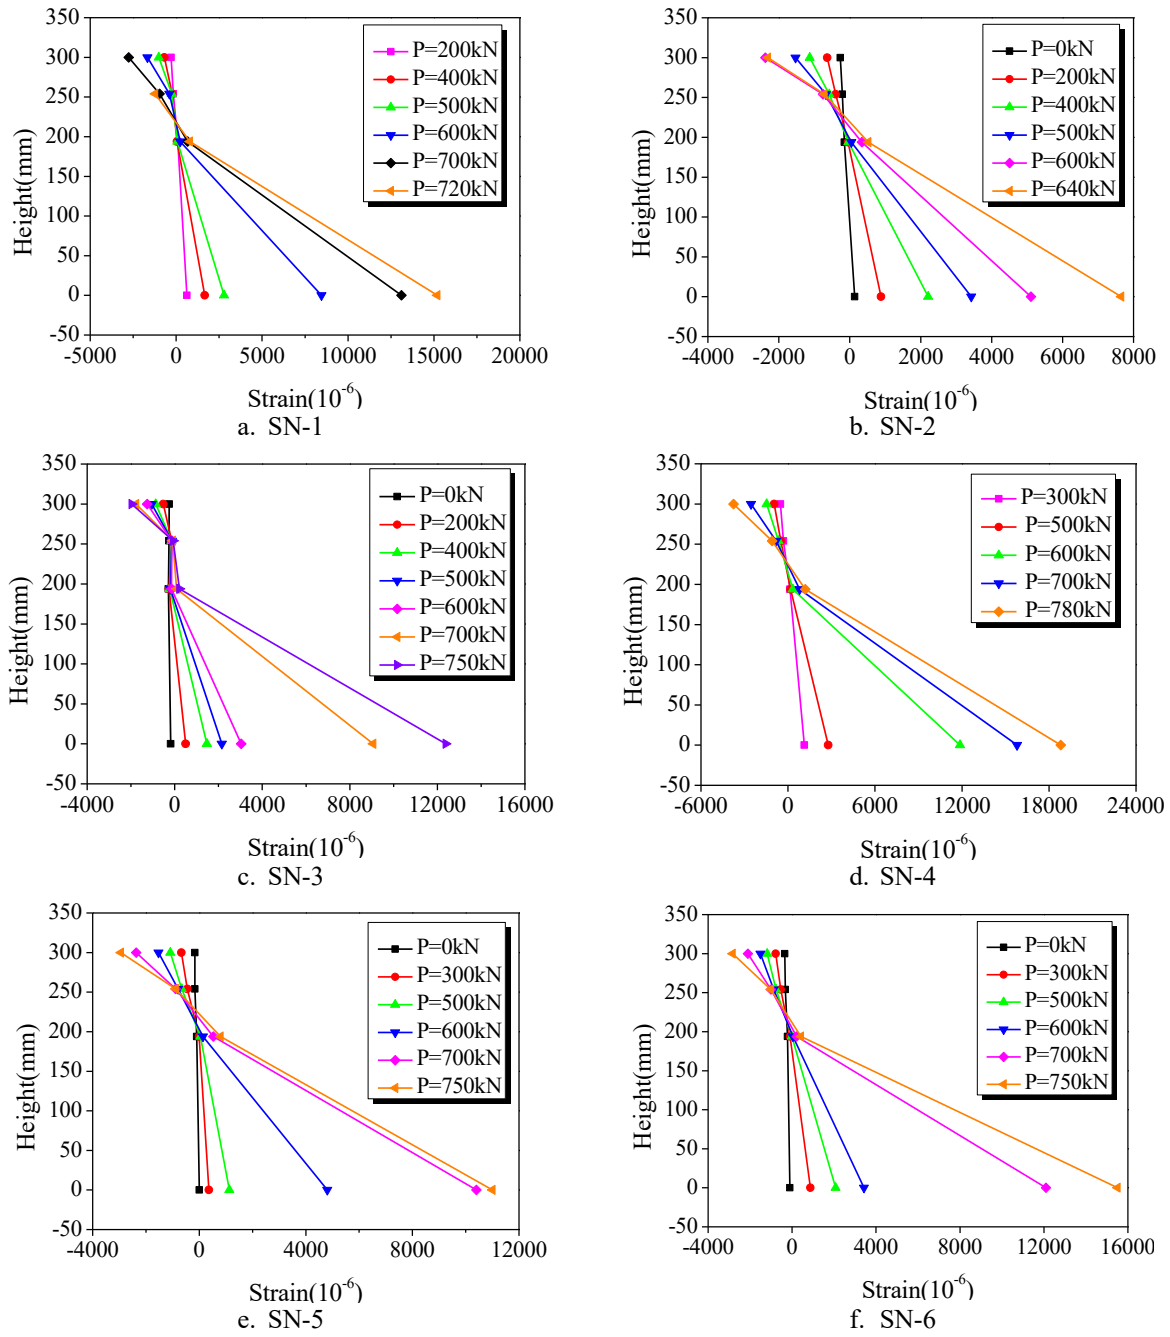 350
300
250
200
150
100
50
0
-50
Height(mm)
P=200kN
P=400kN
P=500kN
P=600kN
P=700kN
P=720kN
-5000 0 5000 10000 15000 20000
Strain(10-6)
a. SN-1
350
300
250
200
150
100
50
0
-50
Height(mm)
P=0kN
P=200kN
P=400kN
P=500kN
P=600kN
P=640kN
-4000 -2000 0 2000 4000 6000 8000
Strain(10-6)
b. SN-2
350
300
250
200
150
100
50
0
-50
Height(mm)
P=0kN
P=200kN
P=400kN
P=500kN
P=600kN
P=700kN
P=750kN
-4000 0 4000 8000 12000 16000
Strain(10-6)
c. SN-3
350
300
250
200
150
100
50
0
-50
Height(mm)
P=300kN
P=500kN
P=600kN
P=700kN
P=780kN
-6000 0 6000 12000 18000 24000
Strain(10-6)
d. SN-4
350
300
250
200
150
100
50
0
-50
Height(mm)
P=0kN
P=300kN
P=500kN
P=600kN
P=700kN
P=750kN
-4000 0 4000 8000 12000
Strain(10-6)
e. SN-5
350
300
250
200
150
100
50
0
-50
Height(mm)
P=0kN
P=300kN
P=500kN
P=600kN
P=700kN
P=750kN
-4000 0 4000 8000 12000 16000
Strain(10-6)
f. SN-6